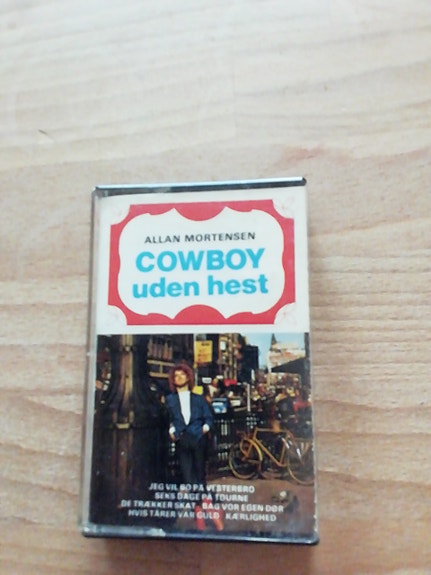 ALLAN MORTENSEN
COWBOY
uden hest
JEG VIL BO PÅ VESTERBRO
SEKS DAGE PÅ TOURNE
DE TRÆKKER SKAT · BAG VOR EGEN DØR
HVIS TÅRER VAR GULD · KÆRLIGHED